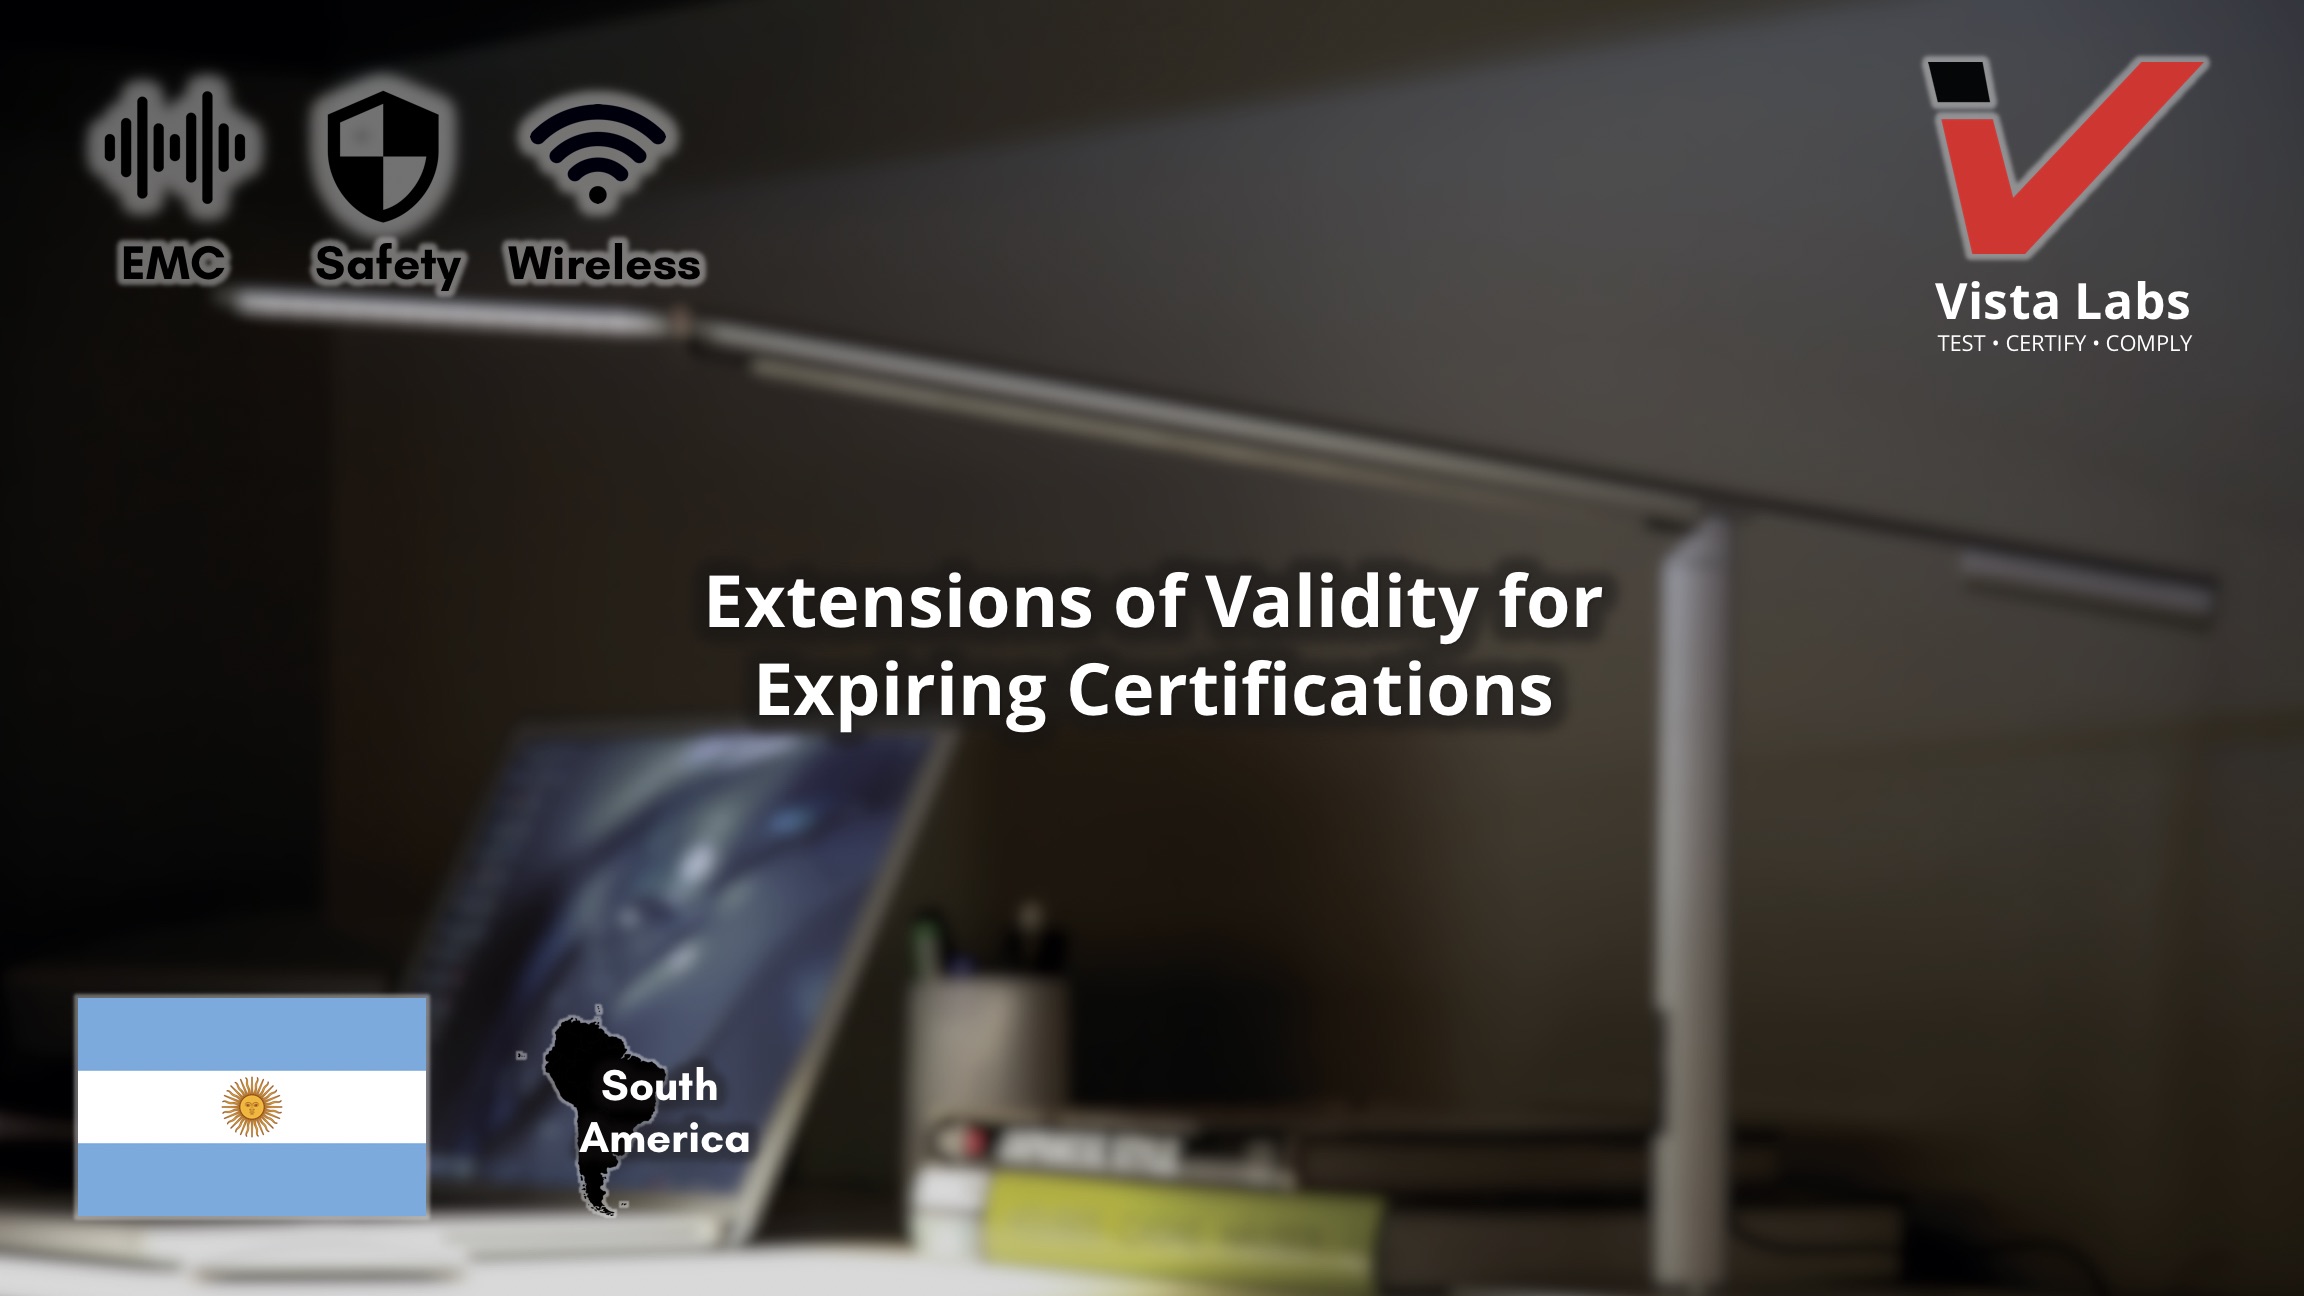 EMC
Safety
Wireless
Vista Labs
TEST • CERTIFY • COMPLY
Extensions of Validity for
Expiring Certifications
South
America